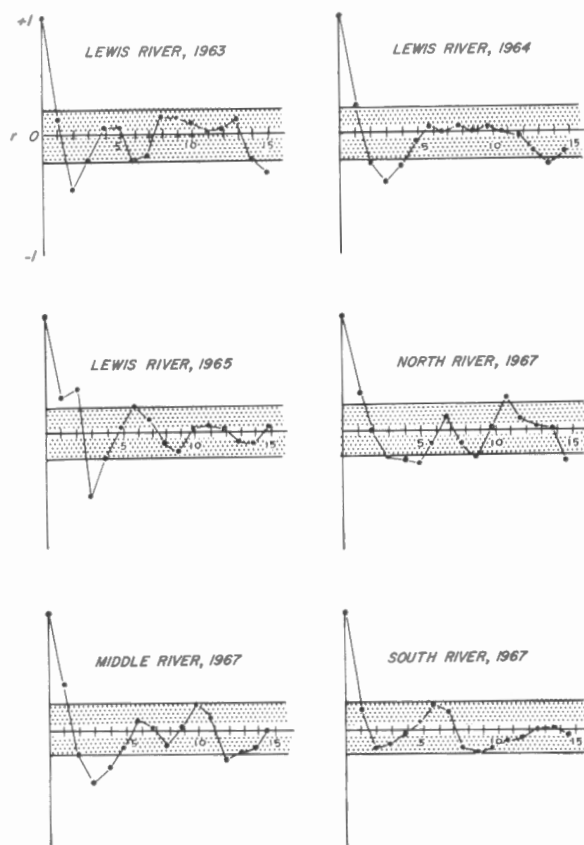 +1
LEWIS RIVER, 1963
r 0
5
10
15
-1
LEWIS RIVER, 1964
5
10
15
LEWIS RIVER, 1965
5
10
15
NORTH RIVER, 1967
5
10
15
MIDDLE RIVER, 1967
5
10
15
SOUTH RIVER, 1967
5
10
15